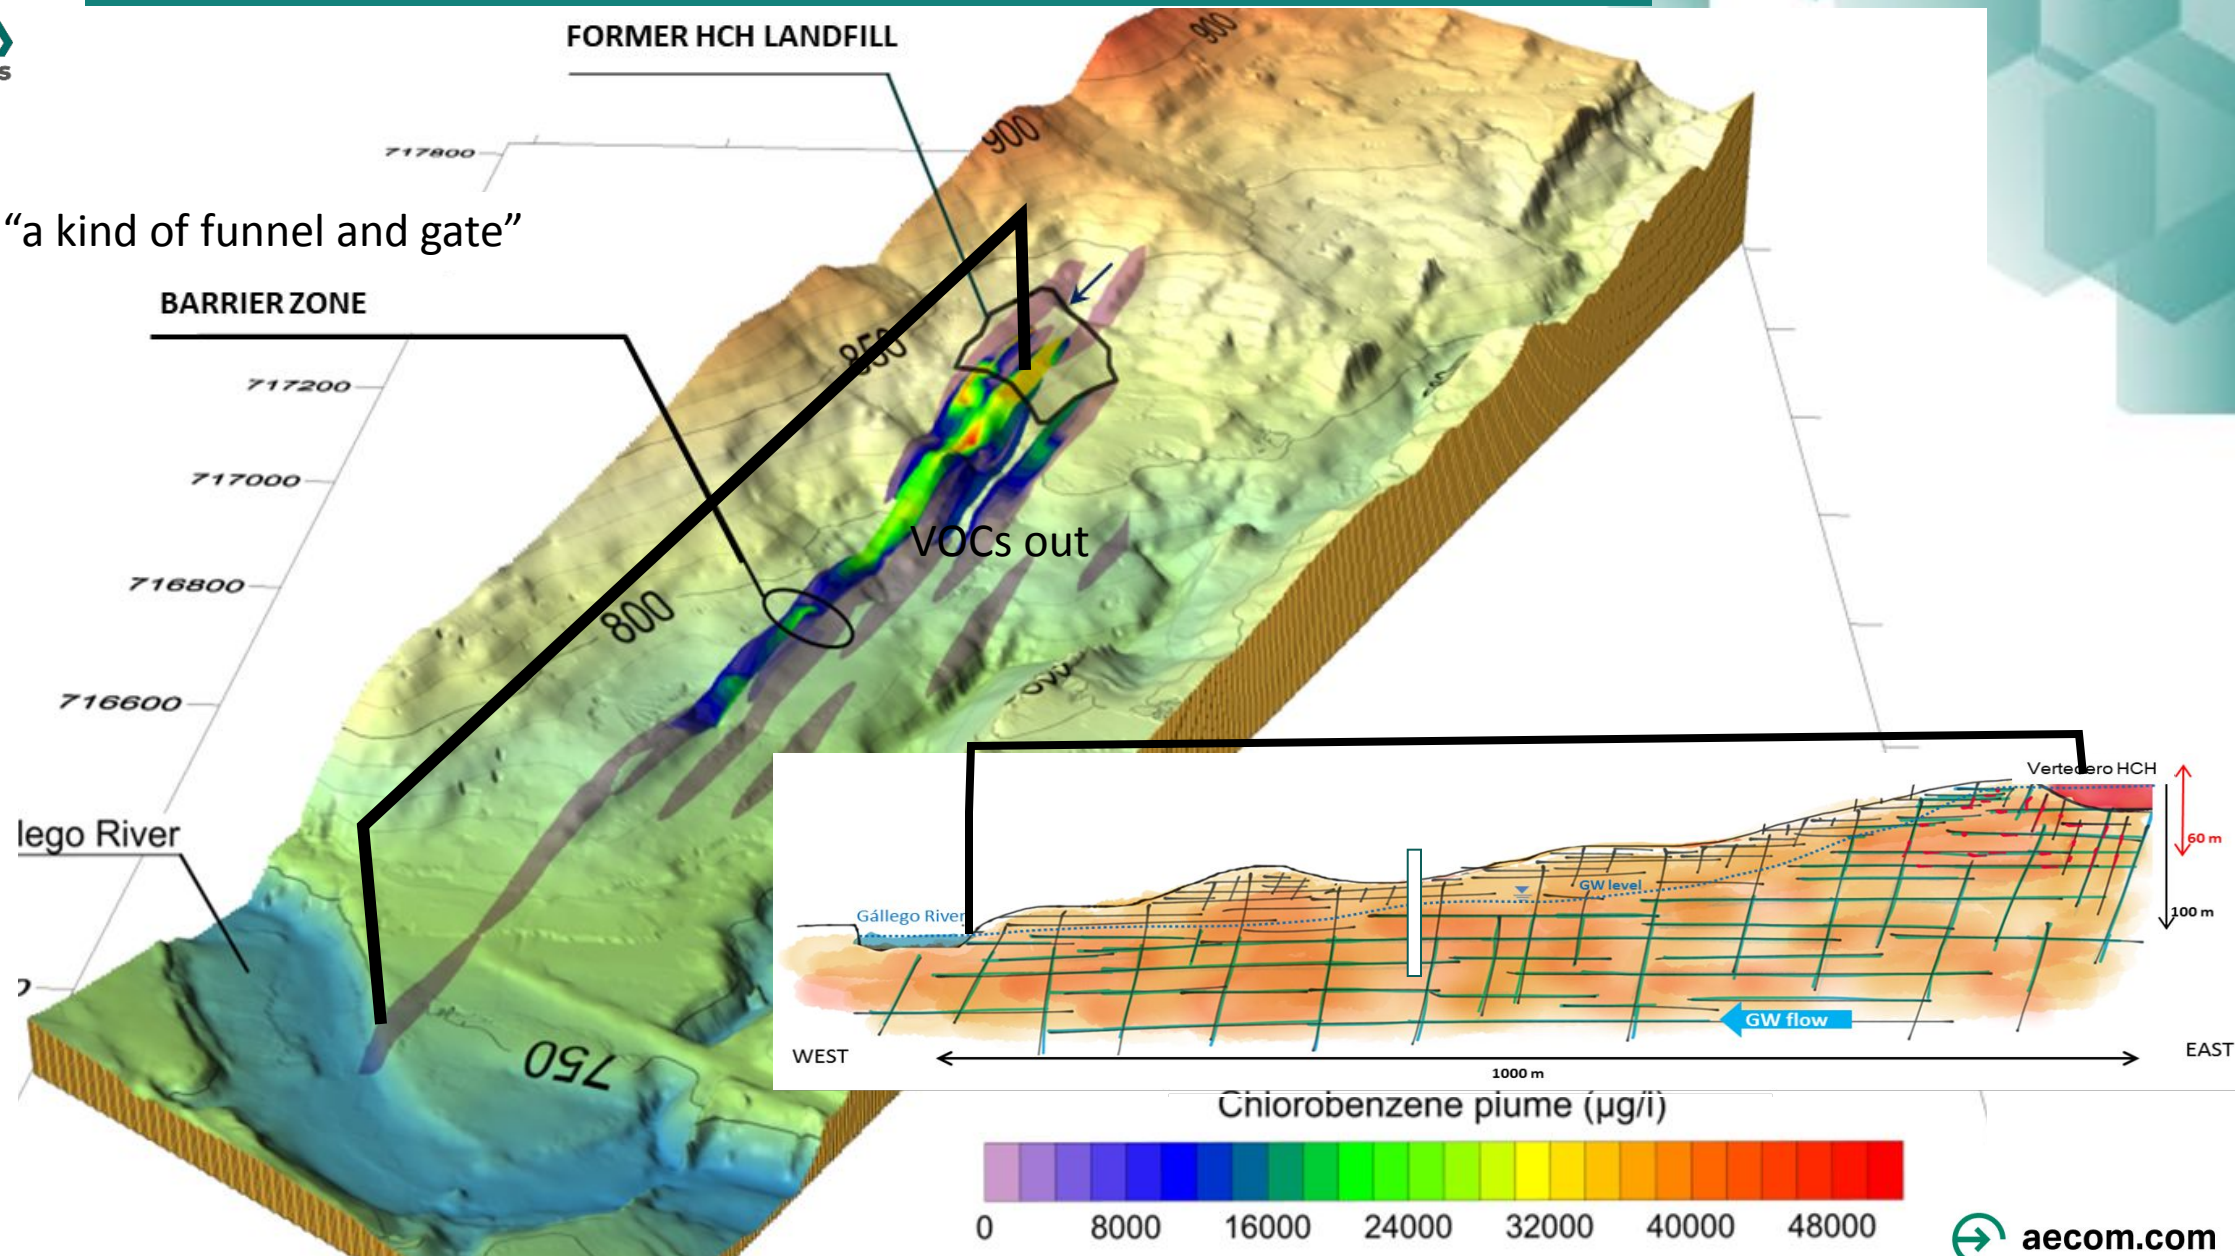 FORMER HCH LANDFILL
900
900
717800
s
“a kind of funnel and gate”
BARRIER ZONE
850
717200
717000
VOCs out
716800
800
716600
Vertedero HCH
60 m
lego River
GW level
100 m
Gállego River
GW flow
WEST
EAST
1000 m
750
Chlorobenzene plume (µg/l)
0 8000 16000 24000 32000 40000 48000
aecom.com